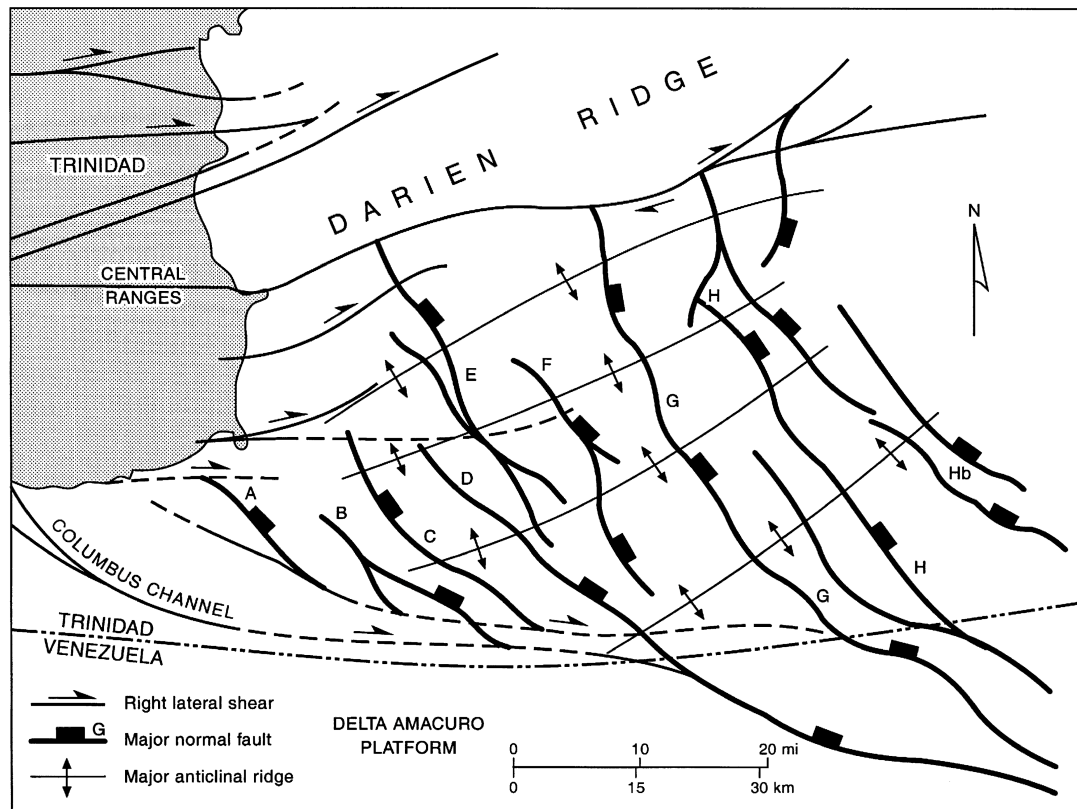 DARIEN RIDGE
TRINIDAD
CENTRAL
RANGES
N
H
E
F
G
A
B
C
D
Hb
H
G
COLUMBUS CHANNEL
TRINIDAD
VENEZUELA
Right lateral shear
G
Major normal fault
Major anticlinal ridge
DELTA AMACURO
PLATFORM
0 10 20 mi
0 15 30 km